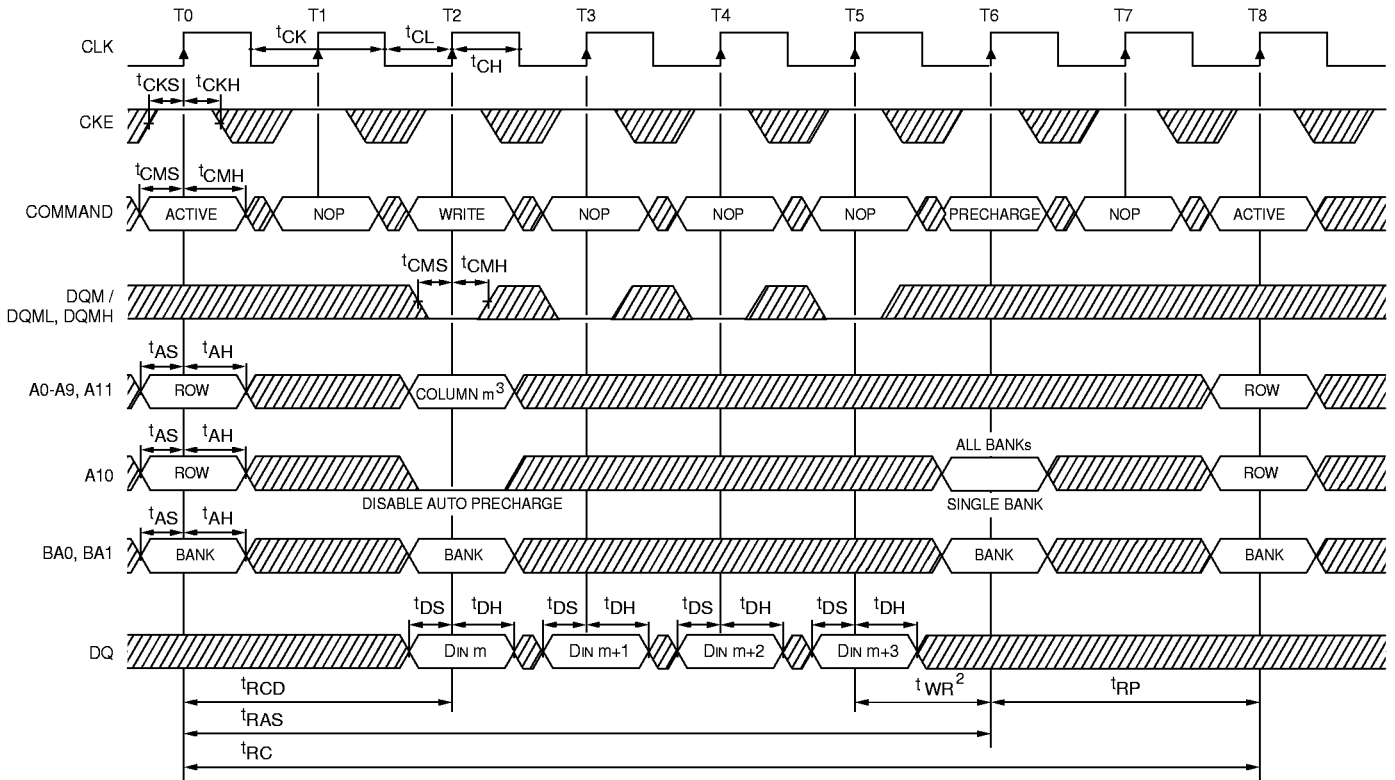 T0 T1 T2 T3 T4 T5 T6 T7 T8
CLK
tCK tCL
tCH
tCKS tCKH
CKE
tCMS tCMH
COMMAND ACTIVE NOP WRITE NOP NOP NOP PRECHARGE NOP ACTIVE
tCMS tCMH
DQM /
DQML, DQMH
tAS tAH
A0-A9, A11 ROW COLUMN m3 ROW
tAS tAH
ALL BANKs
A10 ROW ROW
DISABLE AUTO PRECHARGE SINGLE BANK
tAS tAH
BA0, BA1 BANK BANK BANK BANK
tDS tDH tDS tDH tDS tDH tDS tDH
DQ DIN m DIN m+1 DIN m+2 DIN m+3
tRCD tWR2 tRP
tRAS
tRC